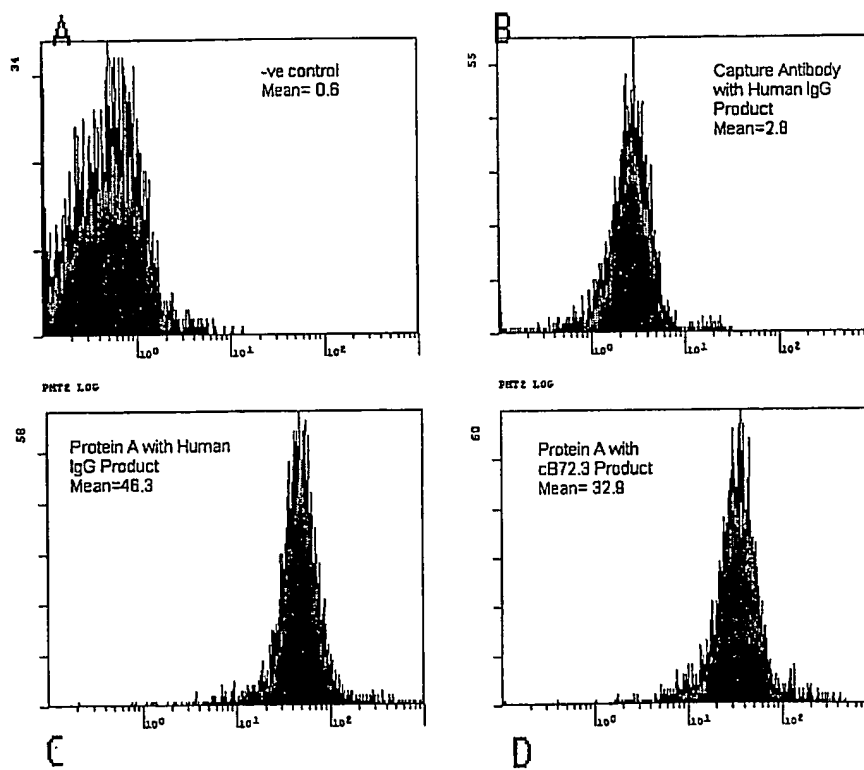 A
34
-ve control
Mean= 0.6
10⁰ 10¹ 10²
PMT2 LOG
B
55
Capture Antibody
with Human IgG
Product
Mean=2.8
10⁰ 10¹ 10²
PMT2 LOG
58
Protein A with Human
IgG Product
Mean=46.3
10⁰ 10¹ 10²
C
60
Protein A with
cB72.3 Product
Mean= 32.9
10⁰ 10¹ 10²
D